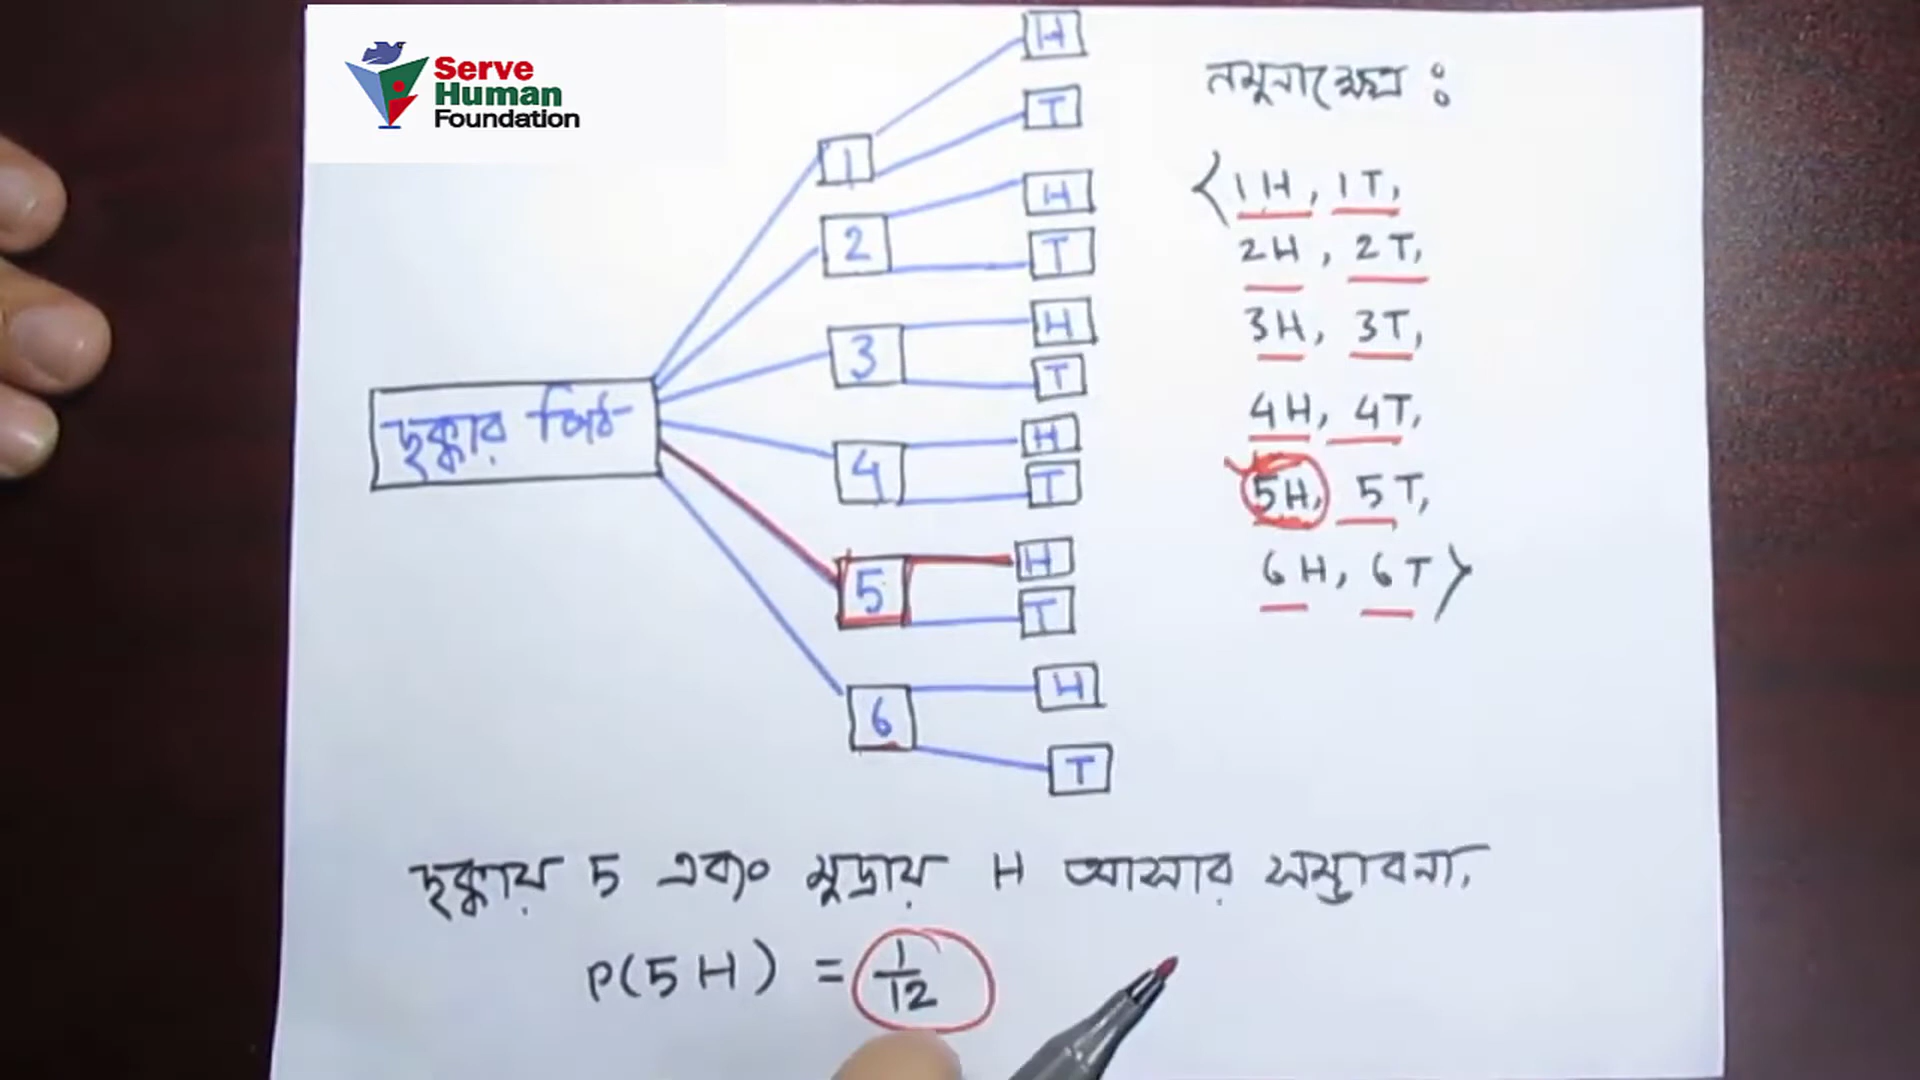 Serve
Human
Foundation
ছক্কার পিঠ
1
H
T
2
H
T
3
H
T
4
H
T
5
H
T
6
H
T
নমুনাক্ষেত্র :
{1H, 1T,
2H, 2T,
3H, 3T,
4H, 4T,
5H, 5T,
6H, 6T}
ছক্কায় 5 এবং মুদ্রায় H আসার সম্ভাবনা,
P(5H) = 1/12